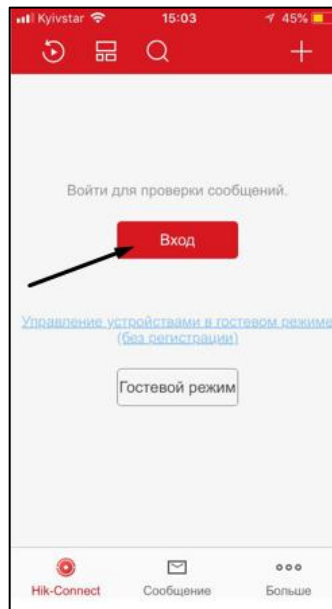 Kyivstar 15:03 45%
Войти для проверки сообщений.
Вход
Управление устройствами в гостевом режиме
(без регистрации)
Гостевой режим
Hik-Connect Сообщение Больше